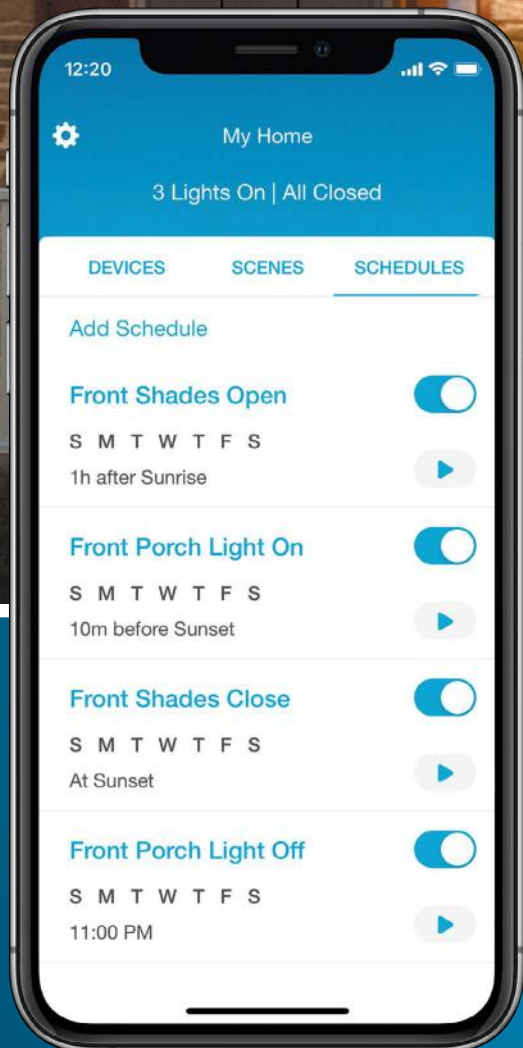 12:20
My Home
3 Lights On | All Closed
DEVICES SCENES SCHEDULES
Add Schedule
Front Shades Open
S M T W T F S
1h after Sunrise
Front Porch Light On
S M T W T F S
10m before Sunset
Front Shades Close
S M T W T F S
At Sunset
Front Porch Light Off
S M T W T F S
11:00 PM